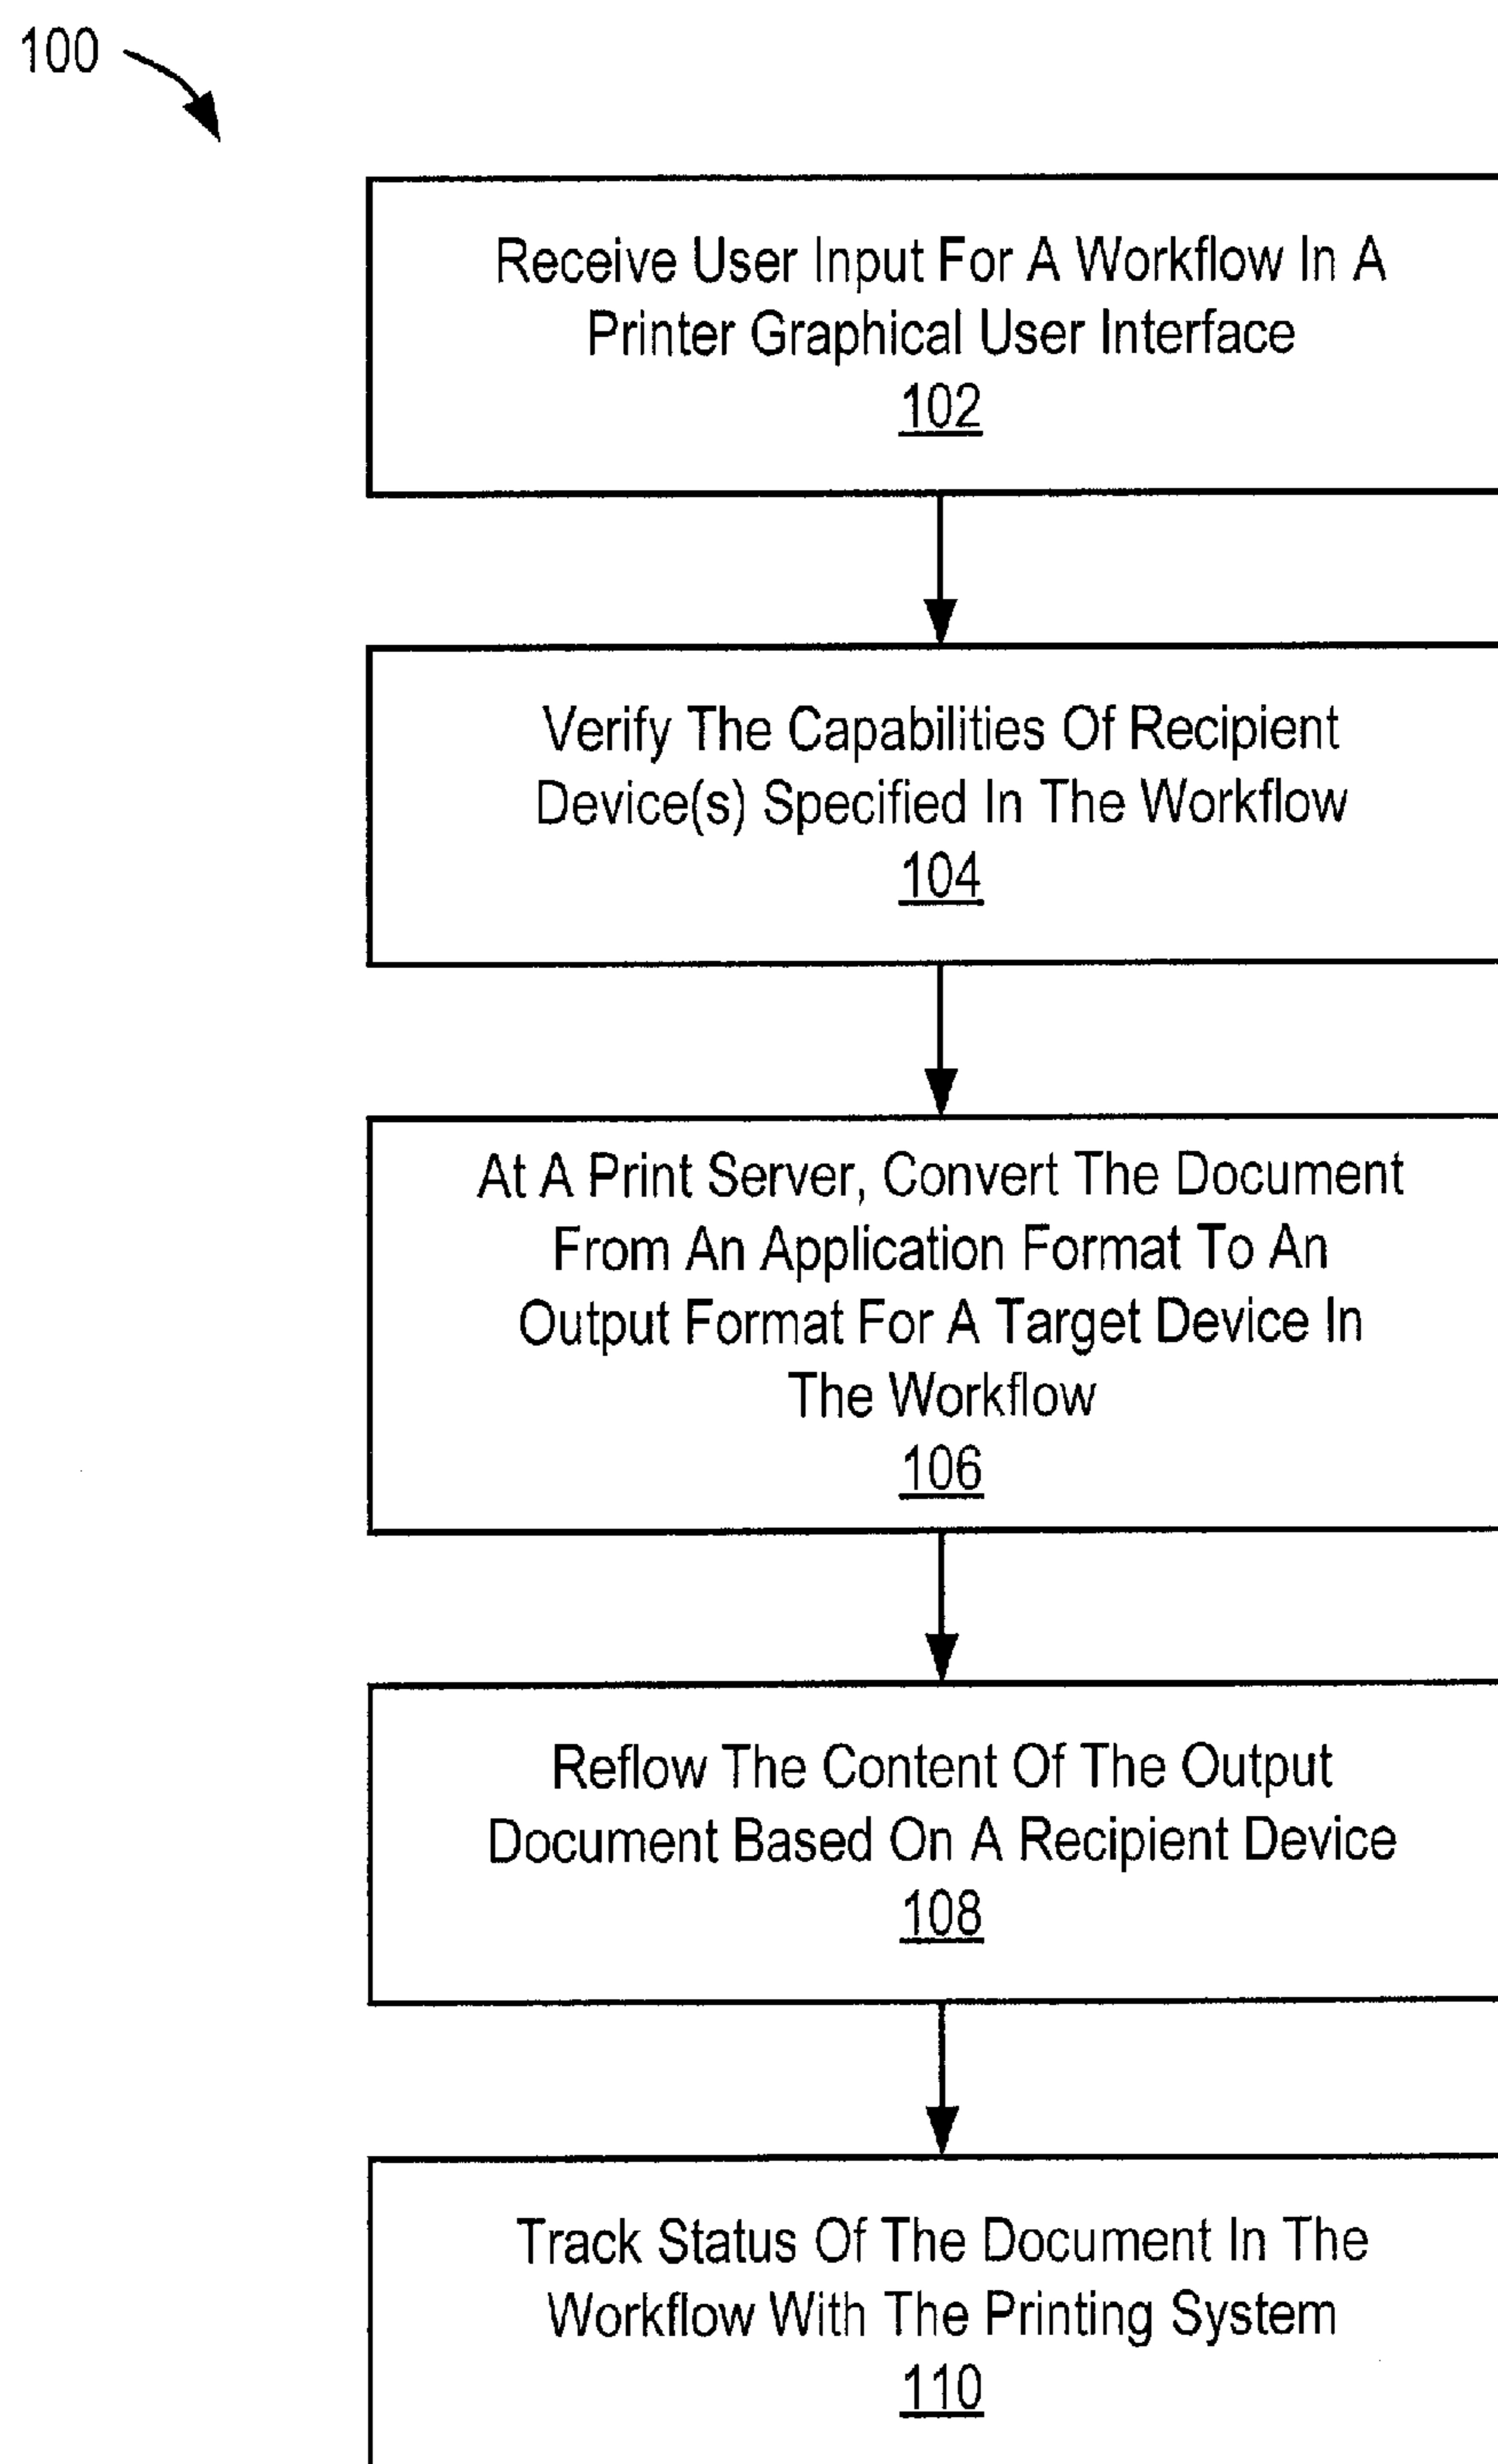 100
Receive User Input For A Workflow In A
Printer Graphical User Interface
102
Verify The Capabilities Of Recipient
Device(s) Specified In The Workflow
104
At A Print Server, Convert The Document
From An Application Format To An
Output Format For A Target Device In
The Workflow
106
Reflow The Content Of The Output
Document Based On A Recipient Device
108
Track Status Of The Document In The
Workflow With The Printing System
110